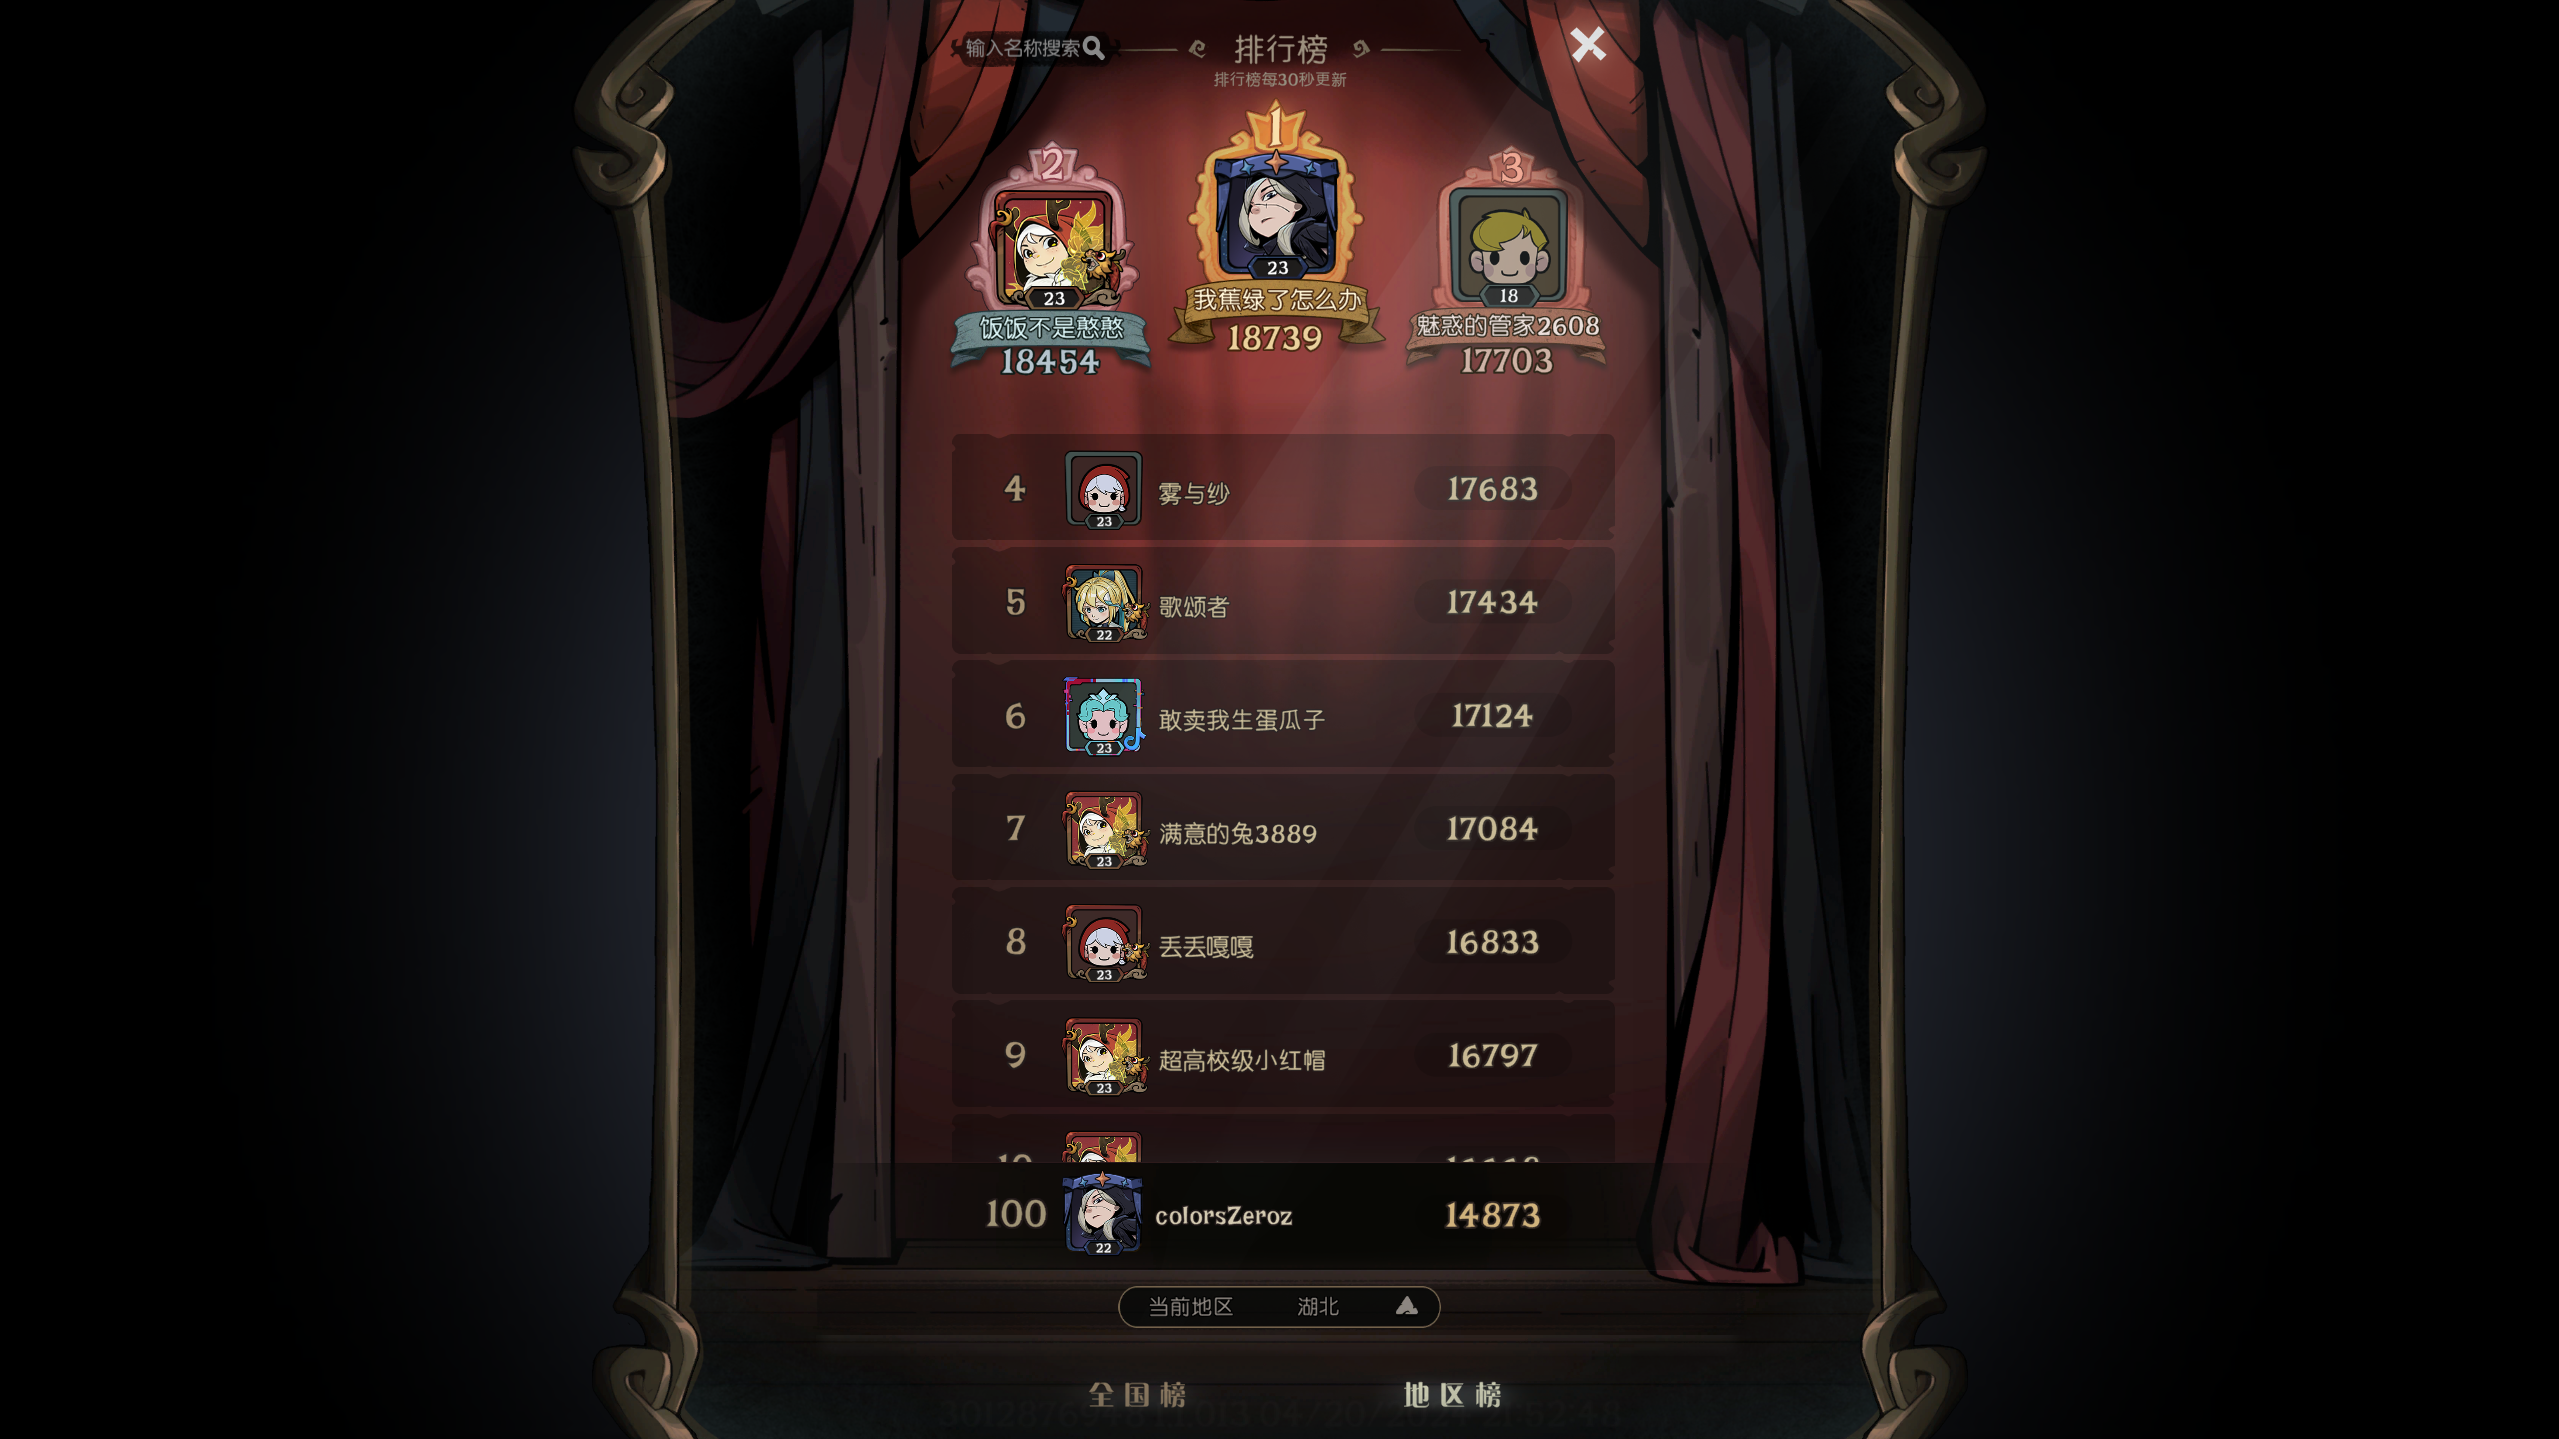 输入名称搜索
排行榜
排行榜每30秒更新
1
23
我蕉绿了怎么办
18739
2
23
饭饭不是憨憨
18454
3
18
魅惑的管家2608
17703
4 23 雾与纱 17683
5 22 歌颂者 17434
6 23 敢卖我生蛋瓜子 17124
7 23 满意的兔3889 17084
8 23 丢丢嘎嘎 16833
9 23 超高校级小红帽 16797
10
100 22 colorsZeroz 14873
当前地区 湖北
全国榜 地区榜